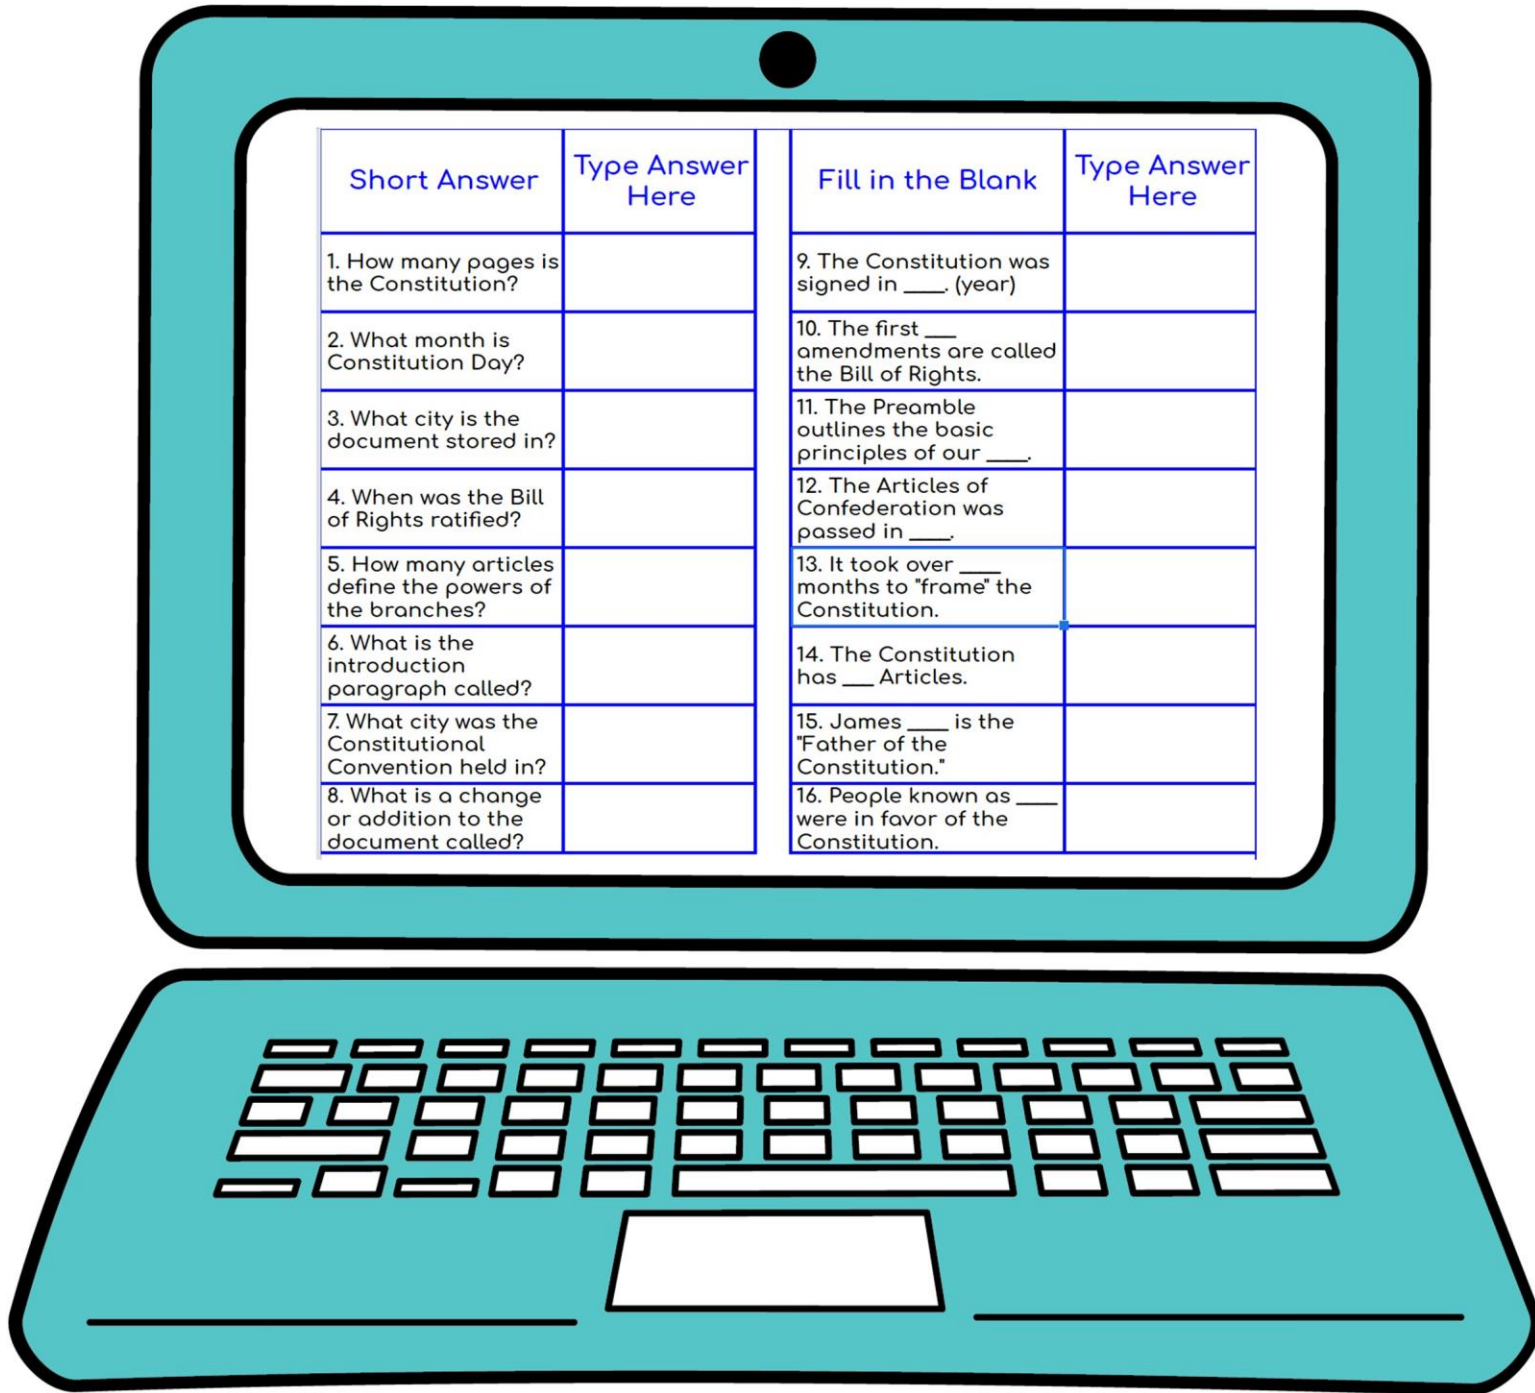 Short Answer
Type Answer
Here
1. How many pages is
the Constitution?
2. What month is
Constitution Day?
3. What city is the
document stored in?
4. When was the Bill
of Rights ratified?
5. How many articles
define the powers of
the branches?
6. What is the
introduction
paragraph called?
7. What city was the
Constitutional
Convention held in?
8. What is a change
or addition to the
document called?
Fill in the Blank
Type Answer
Here
9. The Constitution was
signed in ____. (year)
10. The first ___
amendments are called
the Bill of Rights.
11. The Preamble
outlines the basic
principles of our ____.
12. The Articles of
Confederation was
passed in ____.
13. It took over ____
months to "frame" the
Constitution.
14. The Constitution
has ___ Articles.
15. James ____ is the
"Father of the
Constitution."
16. People known as ____
were in favor of the
Constitution.